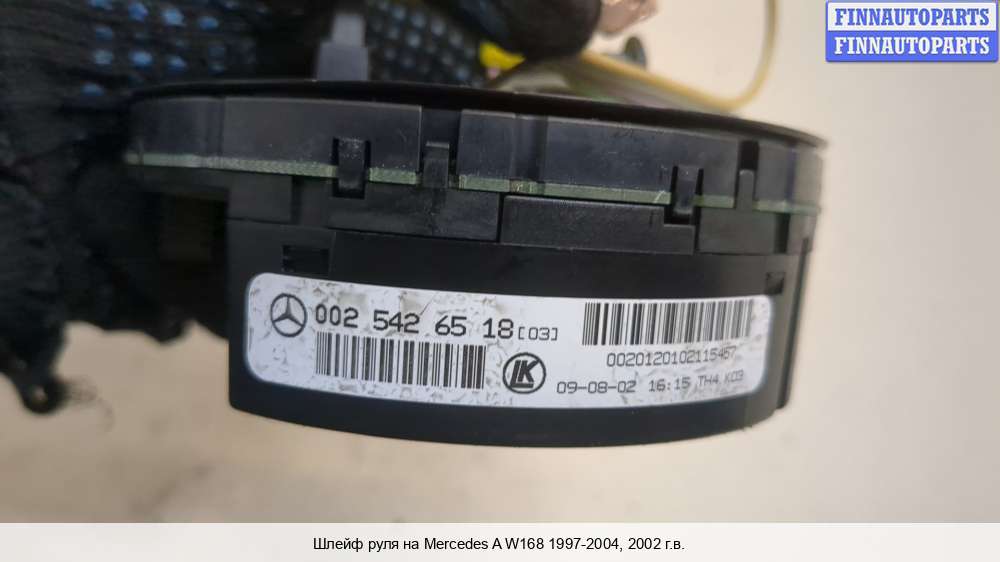 FINNAUTOPARTS
FINNAUTOPARTS
002 542 65 18 [03]
0020120102115457
LK
09-08-02 16:15 TH4 K03
Шлейф руля на Mercedes A W168 1997-2004, 2002 г.в.